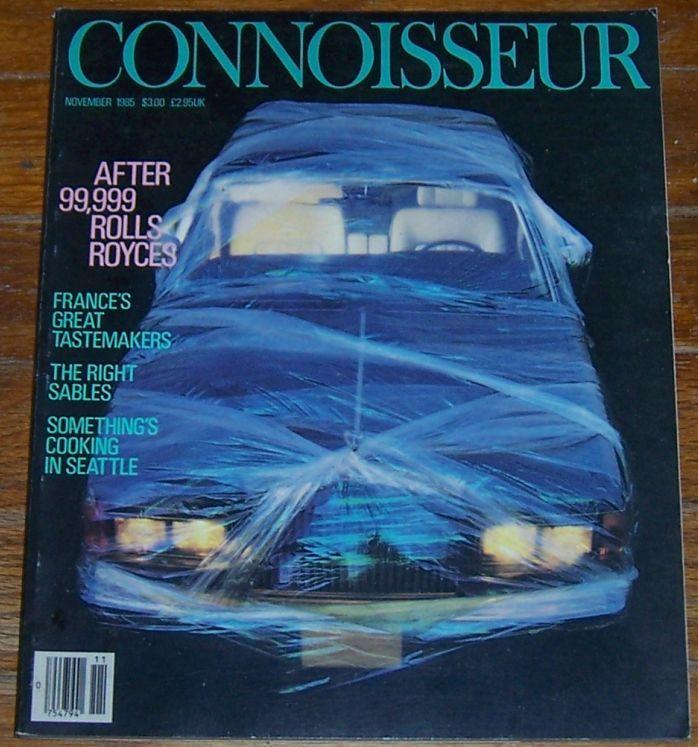 CONNOISSEUR
NOVEMBER 1985 $3.00 £2.95UK
AFTER
99,999
ROLLS
ROYCES
FRANCE'S
GREAT
TASTEMAKERS
THE RIGHT
SABLES
SOMETHING'S
COOKING
IN SEATTLE
11
0
754794